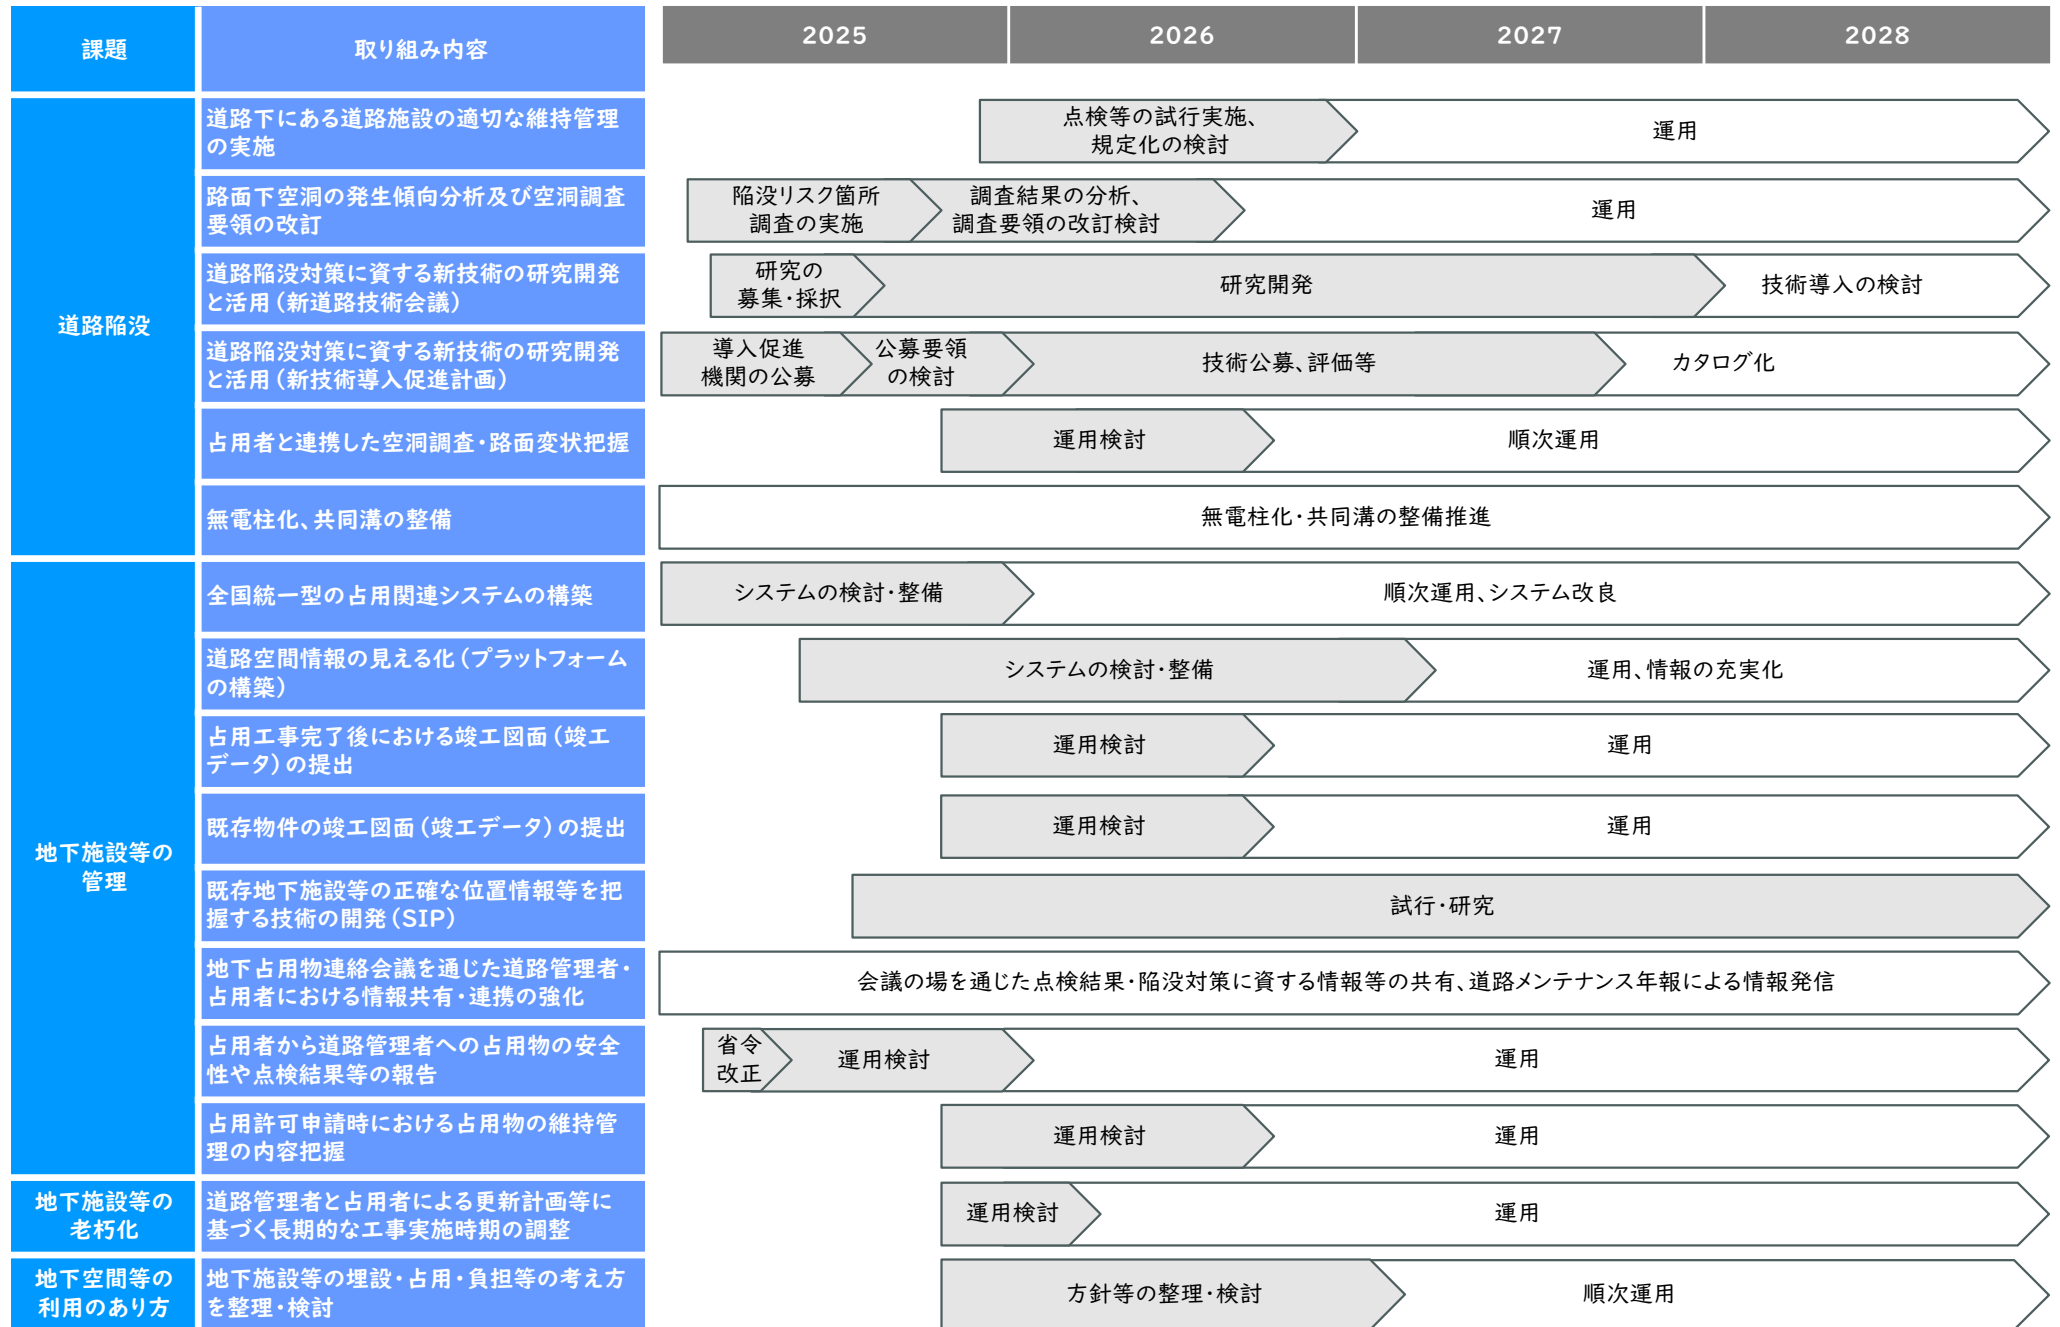 課題
取り組み内容
2025
2026
2027
2028
道路陥没
道路下にある道路施設の適切な維持管理
の実施
点検等の試行実施、
規定化の検討
運用
路面下空洞の発生傾向分析及び空洞調査
要領の改訂
陥没リスク箇所
調査の実施
調査結果の分析、
調査要領の改訂検討
運用
道路陥没対策に資する新技術の研究開発
と活用（新道路技術会議）
研究の
募集・採択
研究開発
技術導入の検討
道路陥没対策に資する新技術の研究開発
と活用（新技術導入促進計画）
導入促進
機関の公募
公募要領
の検討
技術公募、評価等
カタログ化
占用者と連携した空洞調査・路面変状把握
運用検討
順次運用
無電柱化、共同溝の整備
無電柱化・共同溝の整備推進
地下施設等の
管理
全国統一型の占用関連システムの構築
システムの検討・整備
順次運用、システム改良
道路空間情報の見える化（プラットフォーム
の構築）
システムの検討・整備
運用、情報の充実化
占用工事完了後における竣工図面（竣工
データ）の提出
運用検討
運用
既存物件の竣工図面（竣工データ）の提出
運用検討
運用
既存地下施設等の正確な位置情報等を把
握する技術の開発（SIP）
試行・研究
地下占用物連絡会議を通じた道路管理者・
占用者における情報共有・連携の強化
会議の場を通じた点検結果・陥没対策に資する情報等の共有、道路メンテナンス年報による情報発信
占用者から道路管理者への占用物の安全
性や点検結果等の報告
省令
改正
運用検討
運用
占用許可申請時における占用物の維持管
理の内容把握
運用検討
運用
地下施設等の
老朽化
道路管理者と占用者による更新計画等に
基づく長期的な工事実施時期の調整
運用検討
運用
地下空間等の
利用のあり方
地下施設等の埋設・占用・負担等の考え方
を整理・検討
方針等の整理・検討
順次運用